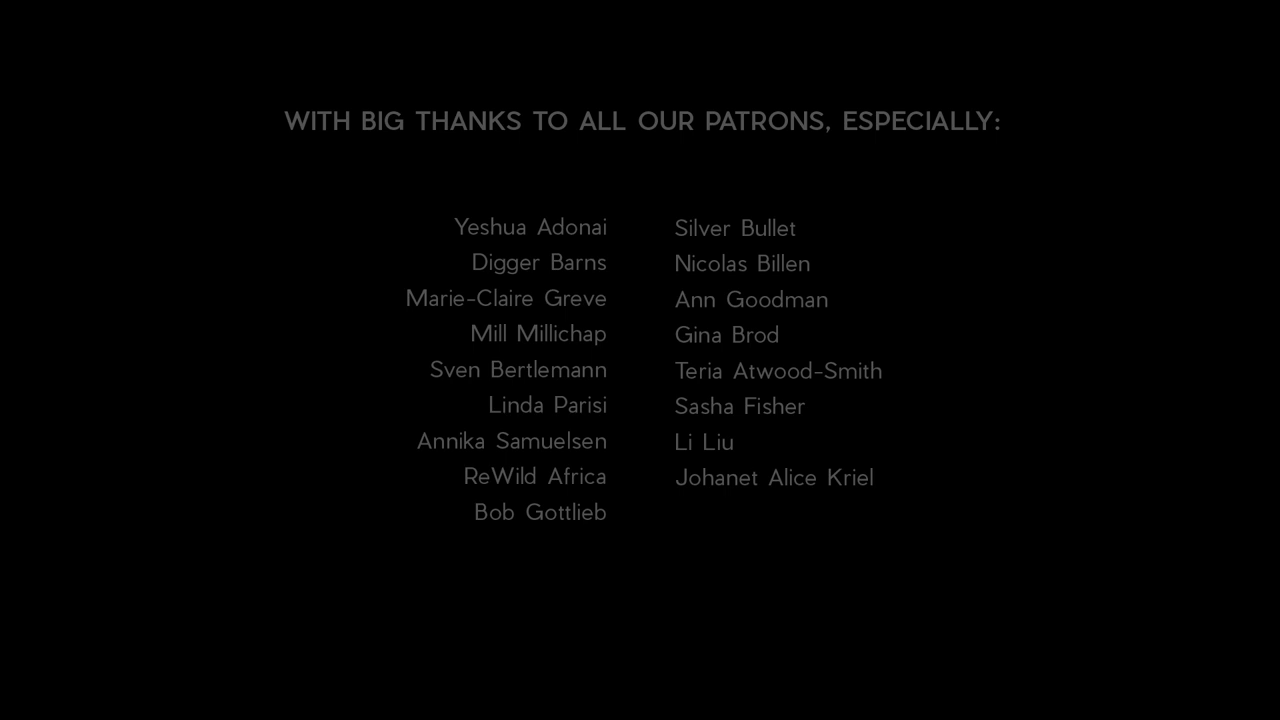 WITH BIG THANKS TO ALL OUR PATRONS, ESPECIALLY:
Yeshua Adonai
Digger Barns
Marie-Claire Greve
Mill Millichap
Sven Bertlemann
Linda Parisi
Annika Samuelsen
ReWild Africa
Bob Gottlieb
Silver Bullet
Nicolas Billen
Ann Goodman
Gina Brod
Teria Atwood-Smith
Sasha Fisher
Li Liu
Johanet Alice Kriel